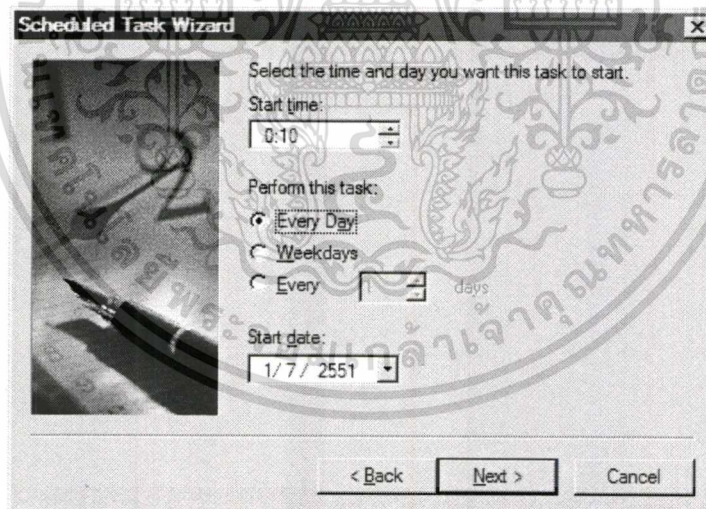 Scheduled Task Wizard
Select the time and day you want this task to start.
Start time:
0:10
Perform this task:
Every Day
Weekdays
Every 1 days
Start date:
1/ 7 / 2551
< Back Next > Cancel